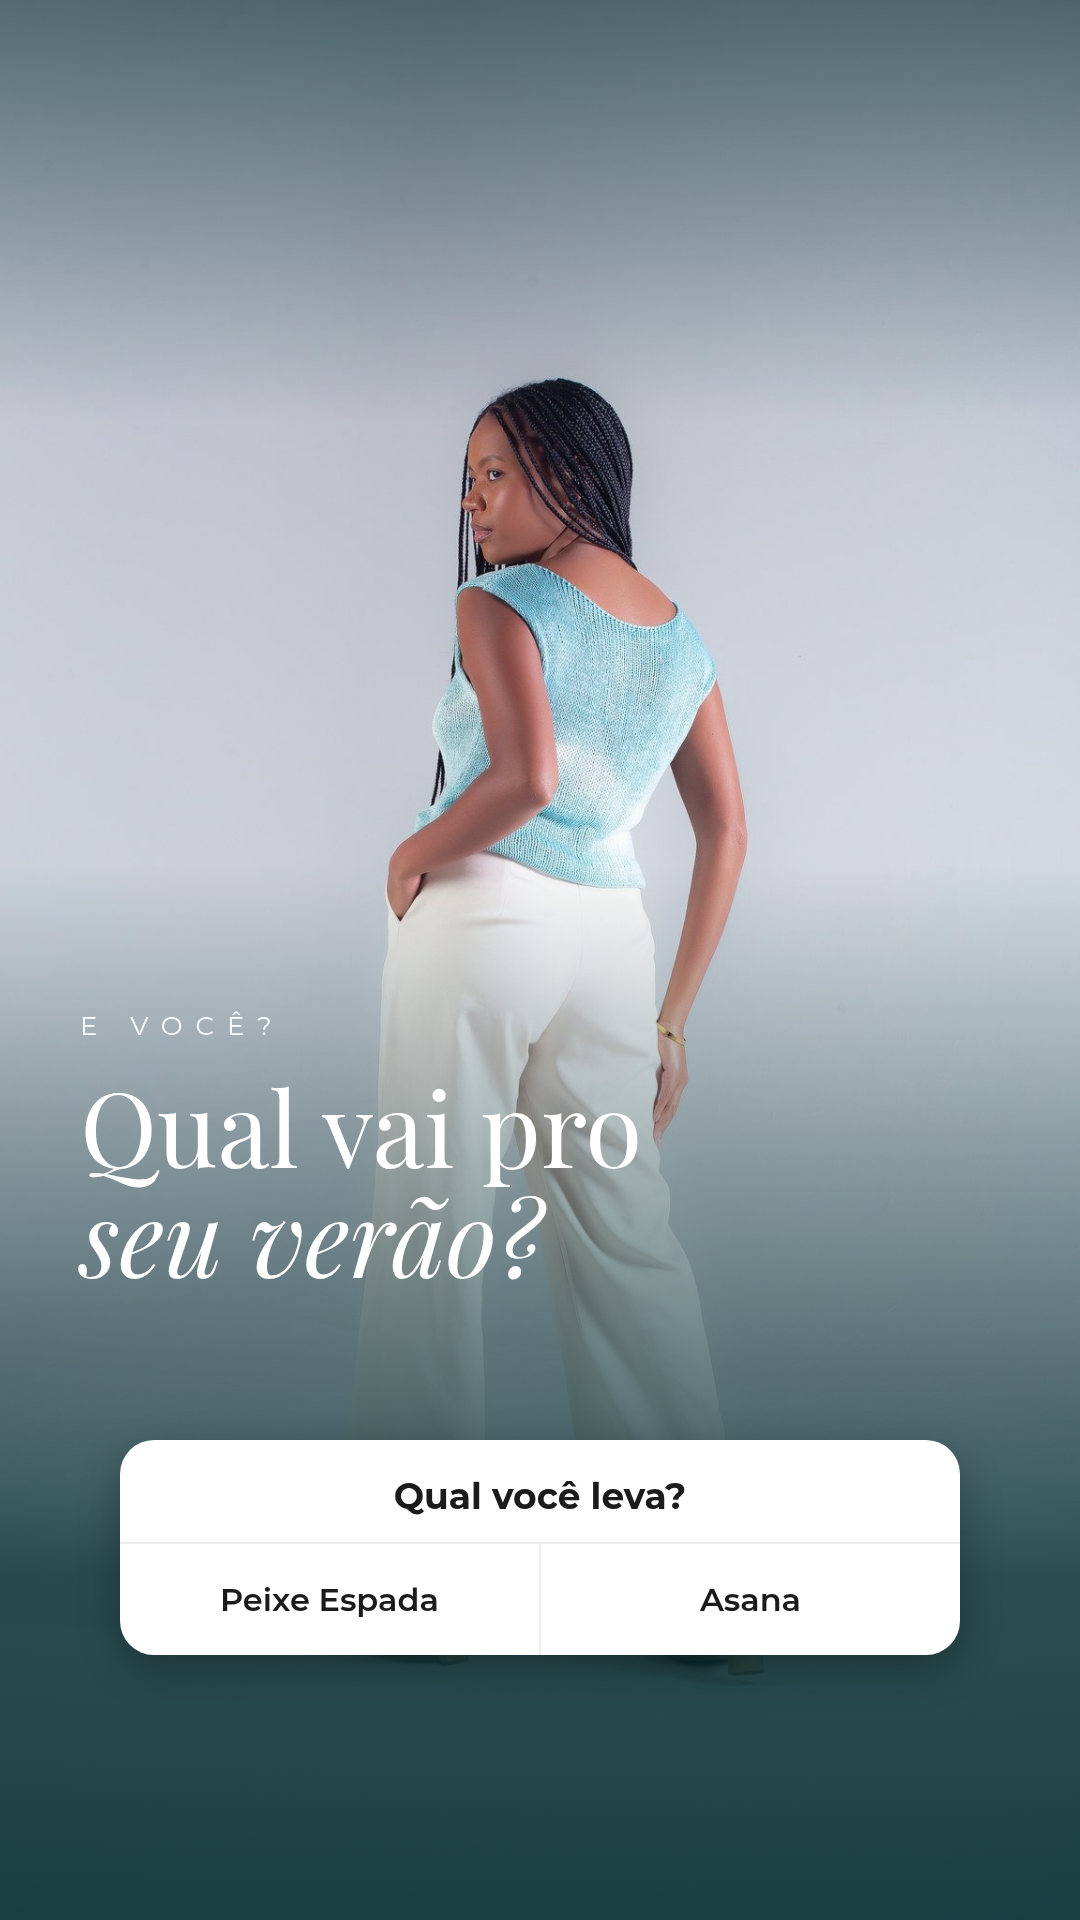 E VOCÊ?
Qual vai pro
seu verão?
Qual você leva?
Peixe Espada
Asana